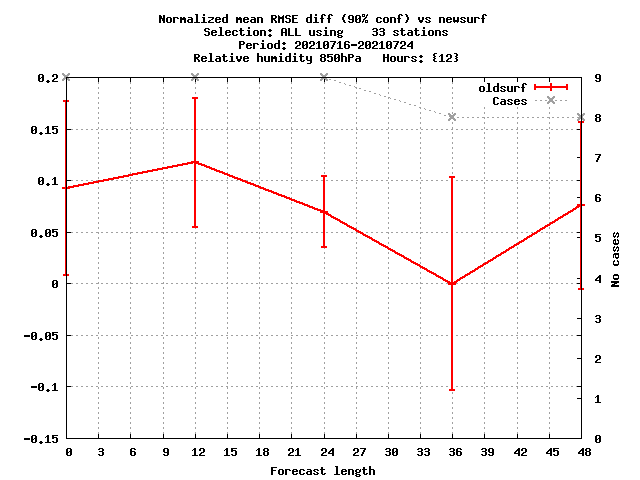 Normalized mean RMSE diff (90% conf) vs newsurf
Selection: ALL using    33 stations
Period: 20210716-20210724
Relative humidity 850hPa   Hours: {12}
oldsurf
Cases
0.2
0.15
0.1
0.05
0
-0.05
-0.1
-0.15
9
8
7
6
5
4
3
2
1
0
No cases
0 3 6 9 12 15 18 21 24 27 30 33 36 39 42 45 48
Forecast length